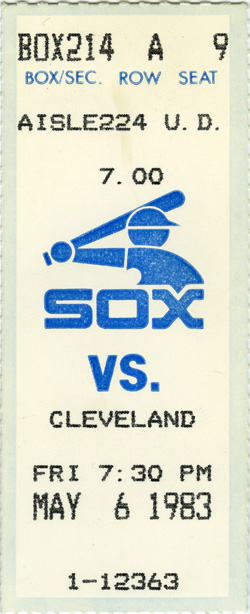 BOX214 A 9
BOX/SEC. ROW SEAT
AISLE224 U.D.
7.00
SOX
VS.
CLEVELAND
FRI 7:30 PM
MAY 6 1983
1-12363